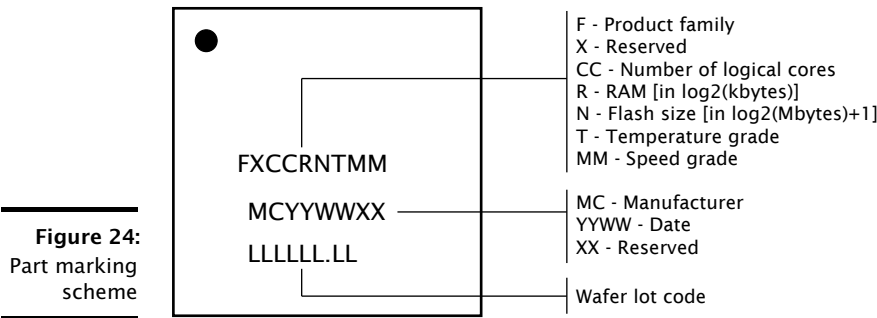 F - Product family
X - Reserved
CC - Number of logical cores
R - RAM [in log2(kbytes)]
N - Flash size [in log2(Mbytes)+1]
T - Temperature grade
MM - Speed grade
FXCCRNTMM
MCYYWWXX
MC - Manufacturer
YYWW - Date
XX - Reserved
LLLLLL.LL
Wafer lot code
Figure 24:
Part marking
scheme